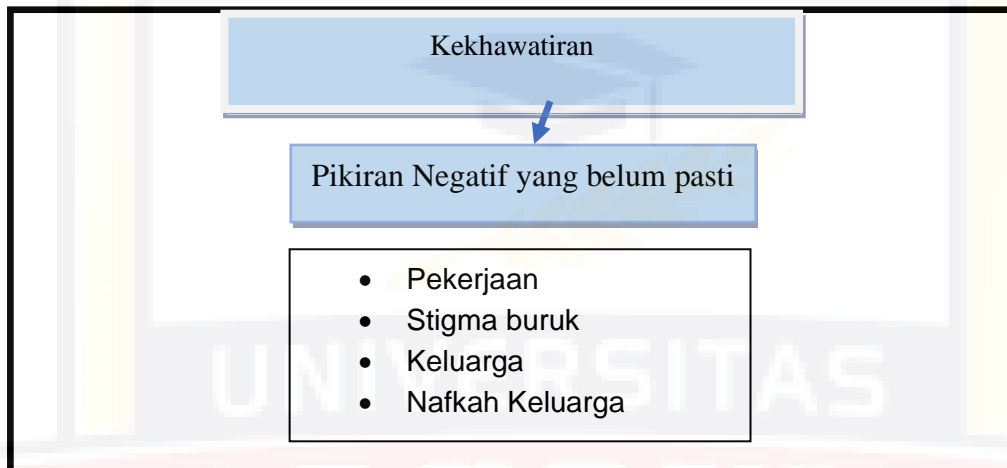 Kekhawatiran
Pikiran Negatif yang belum pasti
• Pekerjaan
• Stigma buruk
• Keluarga
• Nafkah Keluarga
UNIVERSITAS